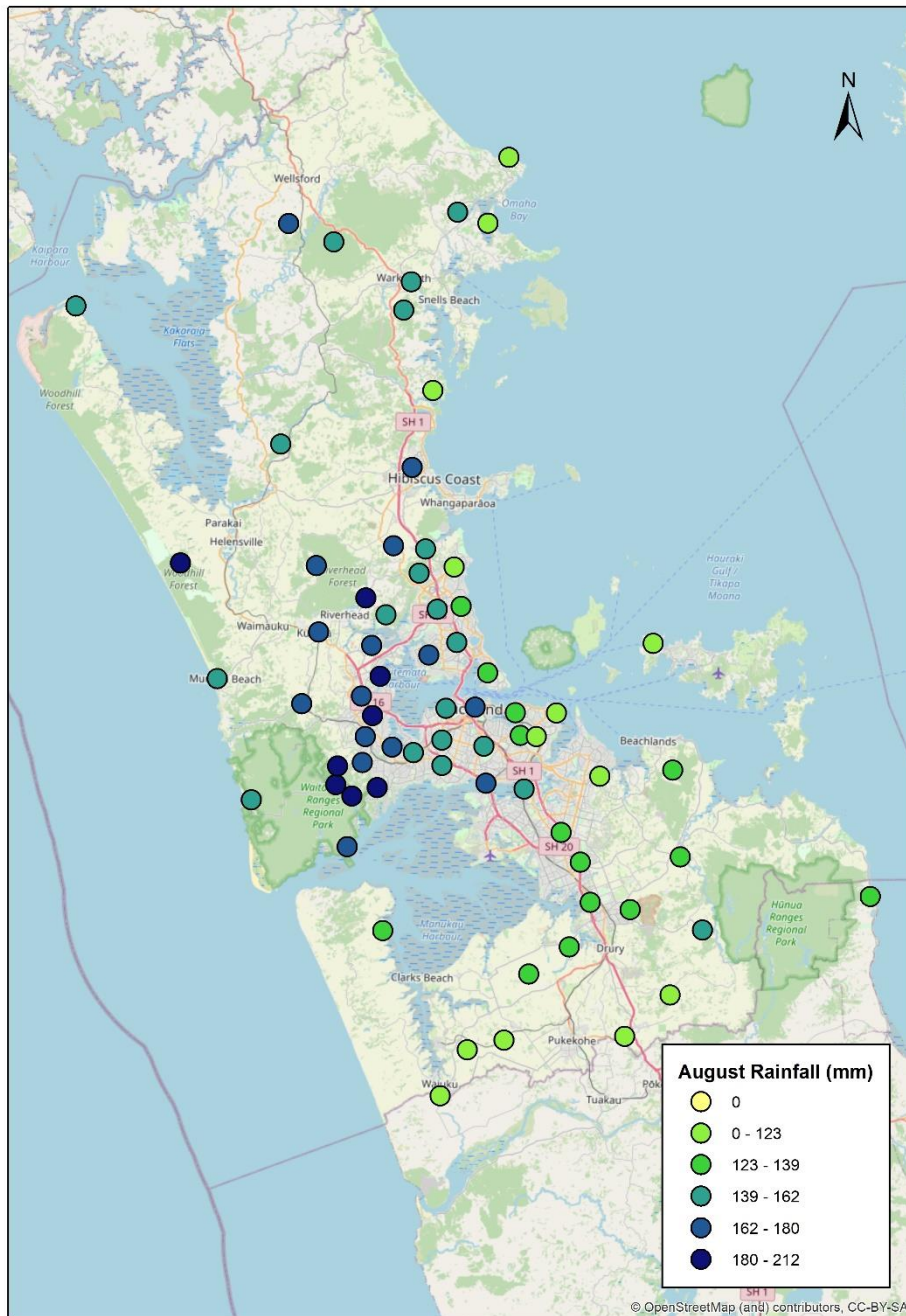 N
Wellsford
Omaha
Bay
Kaipara
Harbour
Snells Beach
Kakaraia
Flats
Woodhill
Forest
SH 1
Hibiscus Coast
Whangaparāoa
Parakai
Helensville
Hauraki
Gulf /
Tīkapa
Moana
Woodhill
Forest
Riverhead
Forest
Riverhead
Waimauku
Beach
16
Beachlands
SH 1
Ranges
Regional
Park
SH 20
Manukau
Harbour
Hūnua
Ranges
Regional
Park
Drury
Clarks Beach
Pukekohe
Waiuku
Tuakau
August Rainfall (mm)
0
0 - 123
123 - 139
139 - 162
162 - 180
180 - 212
SH 1
© OpenStreetMap (and) contributors, CC-BY-SA